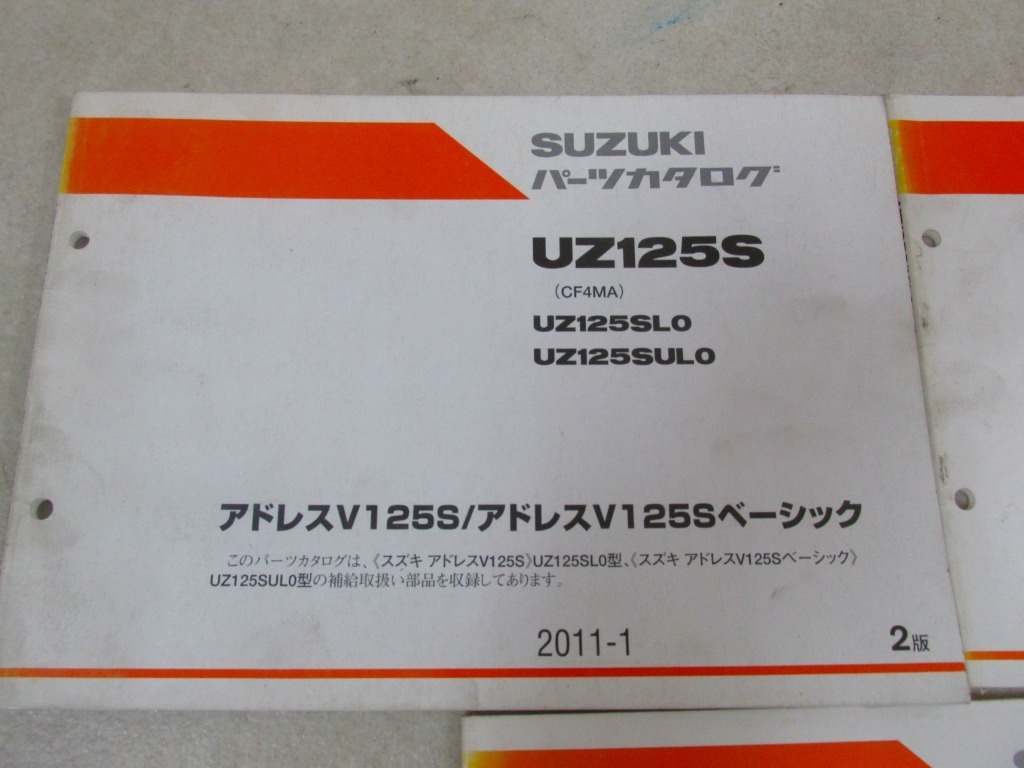 SUZUKI
パーツカタログ
UZ125S
(CF4MA)
UZ125SL0
UZ125SUL0
アドレスV125S/アドレスV125Sベーシック
このパーツカタログは、《スズキ アドレスV125S》UZ125SL0型、《スズキ アドレスV125Sベーシック》
UZ125SUL0型の補給取扱い部品を収録してあります。
2011-1
2版